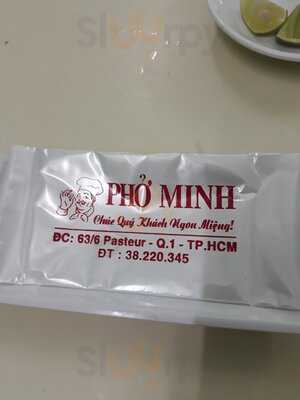 PHỞ MINH
Chúc Quý Khách Ngon Miệng!
ĐC: 63/6 Pasteur - Q.1 - TP.HCM
ĐT : 38.220.345